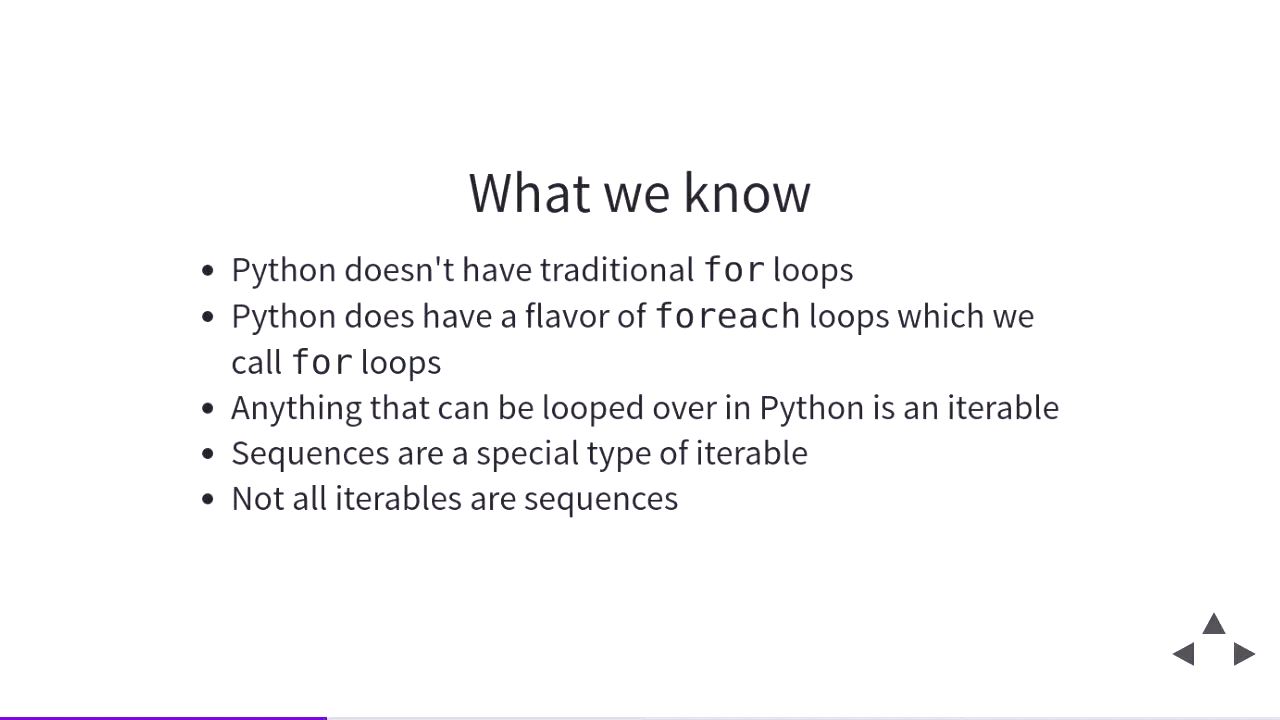 What we know
• Python doesn't have traditional for loops
• Python does have a flavor of foreach loops which we
call for loops
• Anything that can be looped over in Python is an iterable
• Sequences are a special type of iterable
• Not all iterables are sequences